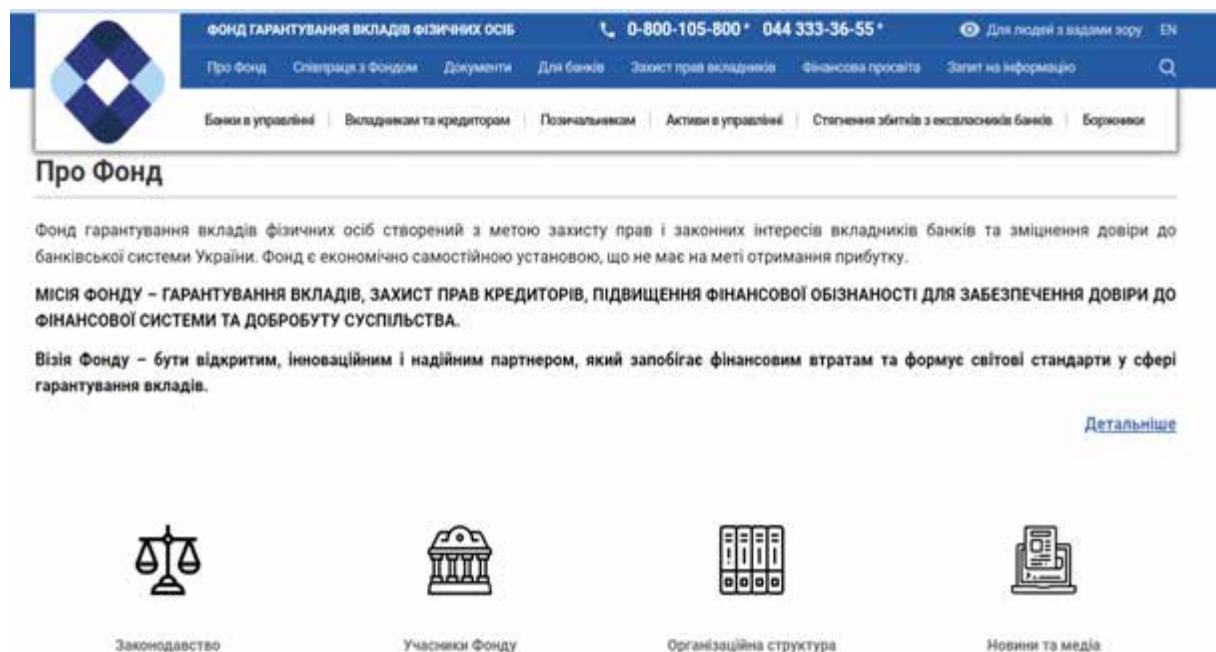 ФОНД ГАРАНТУВАННЯ ВКЛАДІВ ФІЗИЧНИХ ОСІБ 0-800-105-800 * 044 333-36-55 * Для людей з вадами зору EN
Про Фонд Співпраця з Фондом Документи Для банків Захист прав вкладників Фінансова просвіта Запит на інформацію
Банки в управлінні | Вкладникам та кредиторам | Позичальникам | Активи в управлінні | Стягнення збитків з ексвласників банків | Боржники
Про Фонд
Фонд гарантування вкладів фізичних осіб створений з метою захисту прав і законних інтересів вкладників банків та зміцнення довіри до
банківської системи України. Фонд є економічно самостійною установою, що не має на меті отримання прибутку.
МІСІЯ ФОНДУ – ГАРАНТУВАННЯ ВКЛАДІВ, ЗАХИСТ ПРАВ КРЕДИТОРІВ, ПІДВИЩЕННЯ ФІНАНСОВОЇ ОБІЗНАНОСТІ ДЛЯ ЗАБЕЗПЕЧЕННЯ ДОВІРИ ДО
ФІНАНСОВОЇ СИСТЕМИ ТА ДОБРОБУТУ СУСПІЛЬСТВА.
Візія Фонду – бути відкритим, інноваційним і надійним партнером, який запобігає фінансовим втратам та формує світові стандарти у сфері
гарантування вкладів.
Детальніше
Законодавство Учасники Фонду Організаційна структура Новини та медіа